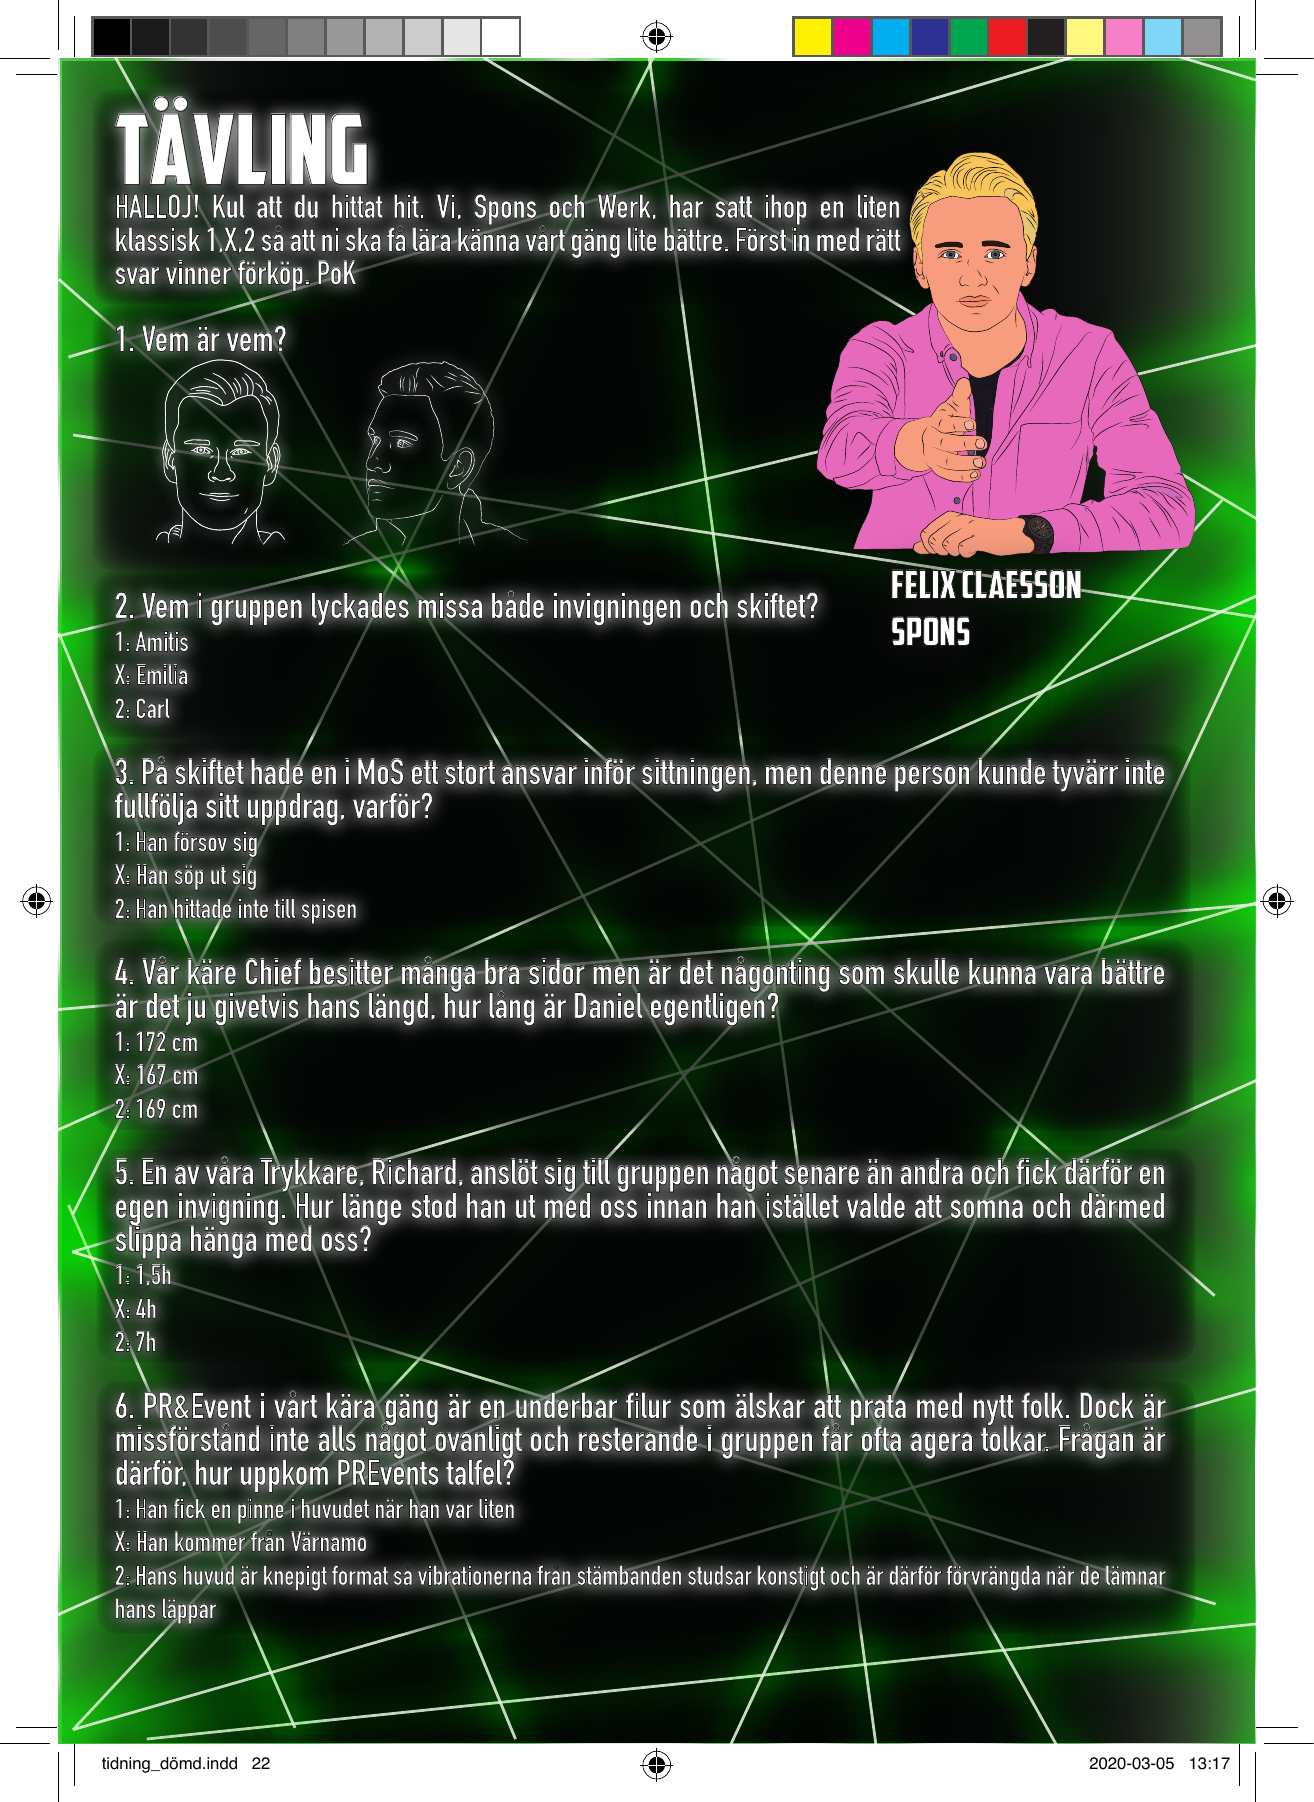 TÄVLING
HALLOJ! Kul att du hittat hit. Vi, Spons och Werk, har satt ihop en liten
klassisk 1,X,2 så att ni ska få lära känna vårt gäng lite bättre. Först in med rätt
svar vinner förköp. PoK
1. Vem är vem?
FELIX CLAESSON
SPONS
2. Vem i gruppen lyckades missa både invigningen och skiftet?
1: Amitis
X: Emilia
2: Carl
3. På skiftet hade en i MoS ett stort ansvar inför sittningen, men denne person kunde tyvärr inte
fullfölja sitt uppdrag, varför?
1: Han försov sig
X: Han söp ut sig
2: Han hittade inte till spisen
4. Vår käre Chief besitter många bra sidor men är det någonting som skulle kunna vara bättre
är det ju givetvis hans längd, hur lång är Daniel egentligen?
1: 172 cm
X: 167 cm
2: 169 cm
5. En av våra Trykkare, Richard, anslöt sig till gruppen något senare än andra och fick därför en
egen invigning. Hur länge stod han ut med oss innan han istället valde att somna och därmed
slippa hänga med oss?
1: 1,5h
X: 4h
2: 7h
6. PR&Event i vårt kära gäng är en underbar filur som älskar att prata med nytt folk. Dock är
missförstånd inte alls något ovanligt och resterande i gruppen får ofta agera tolkar. Frågan är
därför, hur uppkom PREvents talfel?
1: Han fick en pinne i huvudet när han var liten
X: Han kommer från Värnamo
2: Hans huvud är knepigt format så vibrationerna från stämbanden studsar konstigt och är därför förvrängda när de lämnar
hans läppar
tidning_dömd.indd 22
2020-03-05 13:17